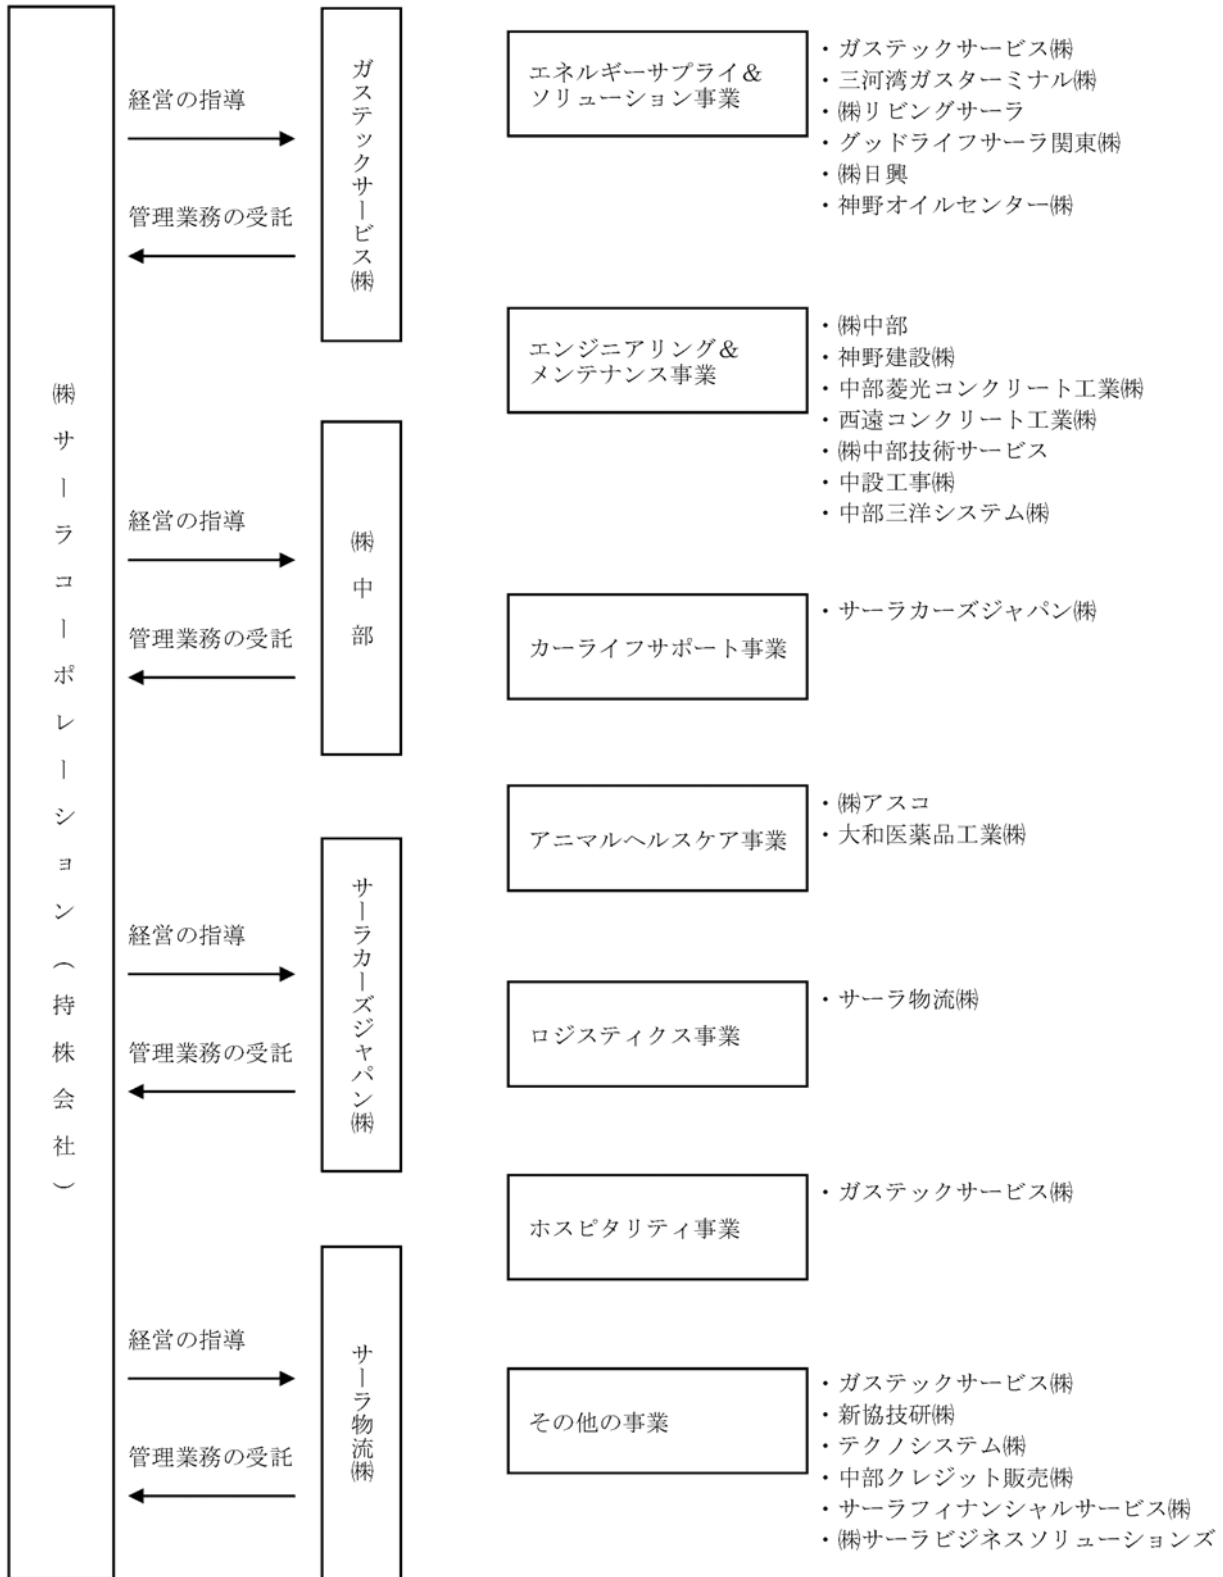 ㈱サーラコーポレーション（持株会社）
経営の指導
管理業務の受託
ガステックサービス㈱
経営の指導
管理業務の受託
㈱中部
経営の指導
管理業務の受託
サーラカーズジャパン㈱
経営の指導
管理業務の受託
サーラ物流㈱
エネルギーサプライ＆
ソリューション事業
・ガステックサービス㈱
・三河湾ガスターミナル㈱
・㈱リビングサーラ
・グッドライフサーラ関東㈱
・㈱日興
・神野オイルセンター㈱
エンジニアリング＆
メンテナンス事業
・㈱中部
・神野建設㈱
・中部菱光コンクリート工業㈱
・西遠コンクリート工業㈱
・㈱中部技術サービス
・中設工事㈱
・中部三洋システム㈱
カーライフサポート事業
・サーラカーズジャパン㈱
アニマルヘルスケア事業
・㈱アスコ
・大和医薬品工業㈱
ロジスティクス事業
・サーラ物流㈱
ホスピタリティ事業
・ガステックサービス㈱
その他の事業
・ガステックサービス㈱
・新協技研㈱
・テクノシステム㈱
・中部クレジット販売㈱
・サーラフィナンシャルサービス㈱
・㈱サーラビジネスソリューションズ